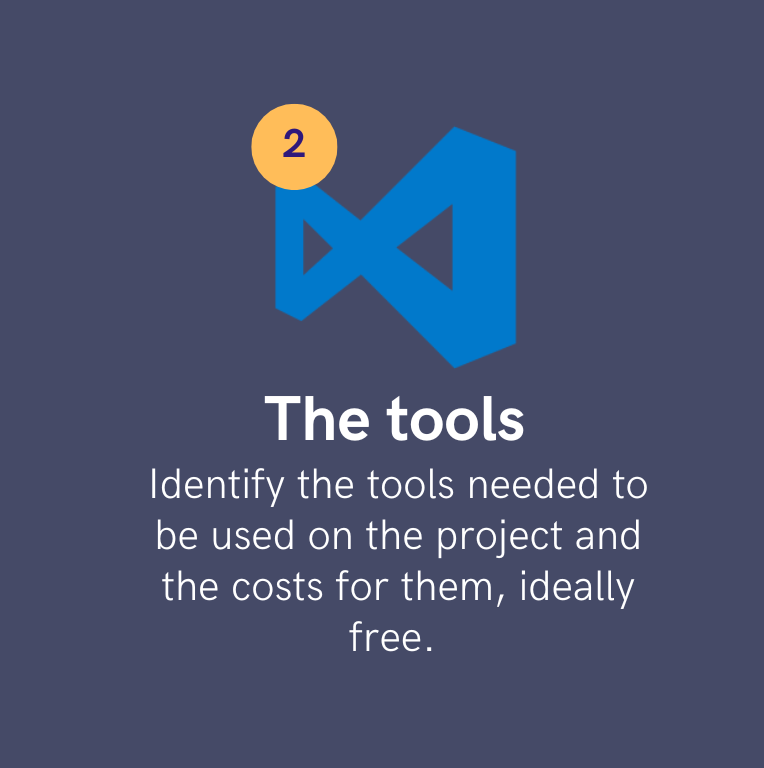 2
The tools
Identify the tools needed to
be used on the project and
the costs for them, ideally
free.